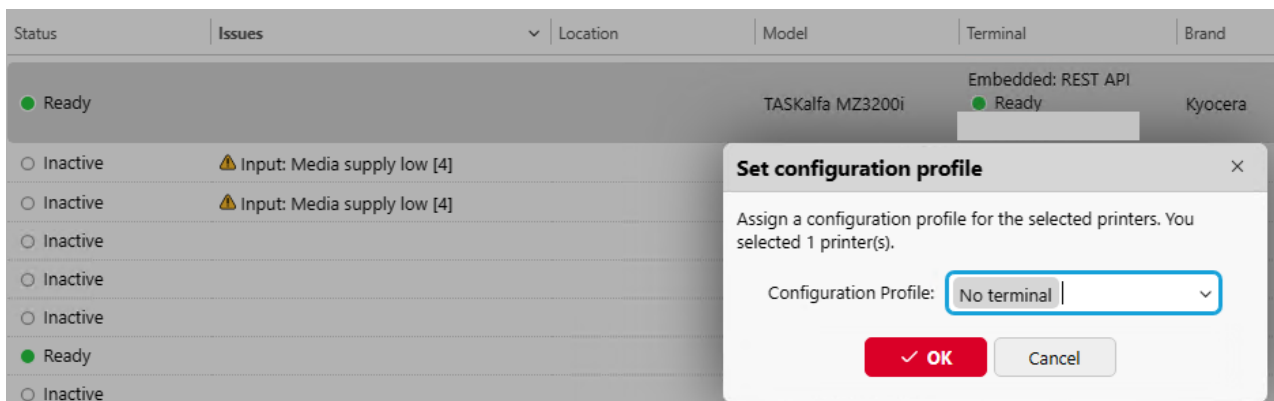 Status Issues Location Model Terminal Brand
Embedded: REST API
Ready TASKalfa MZ3200i Ready Kyocera
Inactive Input: Media supply low [4]
Inactive Input: Media supply low [4]
Inactive
Inactive
Inactive
Ready
Inactive
Set configuration profile
Assign a configuration profile for the selected printers. You
selected 1 printer(s).
Configuration Profile: No terminal
OK Cancel